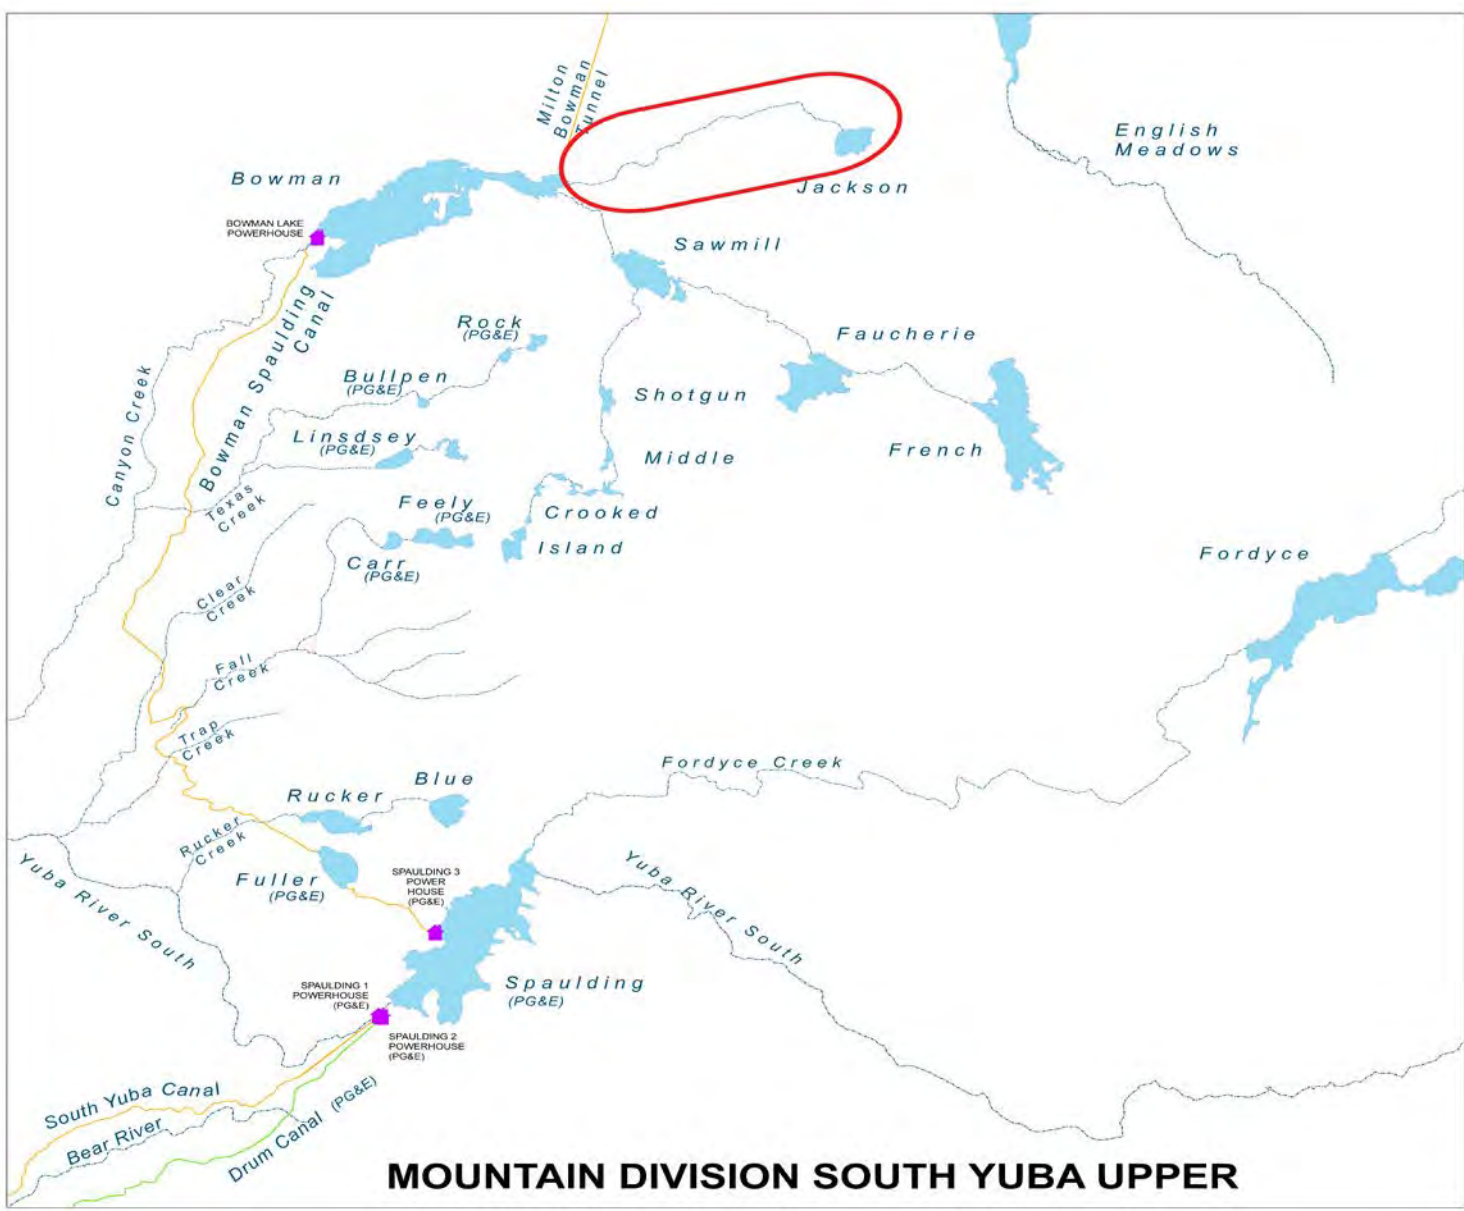 Milton
Bowman
Tunnel
English
Meadows
Bowman
Jackson
BOWMAN LAKE
POWERHOUSE
Sawmill
Bowman Spaulding
Canal
Rock
(PG&E)
Faucherie
Canyon Creek
Bullpen
(PG&E)
Shotgun
Linsdsey
(PG&E)
Middle
French
Texas
Creek
Feely
(PG&E)
Crooked
Island
Carr
(PG&E)
Fordyce
Clear
Creek
Fall
Creek
Trap
Creek
Fordyce Creek
Blue
Rucker
Rucker
Creek
Yuba River South
Fuller
(PG&E)
SPAULDING 3
POWER
HOUSE
(PG&E)
Yuba River South
SPAULDING 1
POWERHOUSE
(PG&E)
Spaulding
(PG&E)
SPAULDING 2
POWERHOUSE
(PG&E)
South Yuba Canal
Bear River
Drum Canal (PG&E)
MOUNTAIN DIVISION SOUTH YUBA UPPER